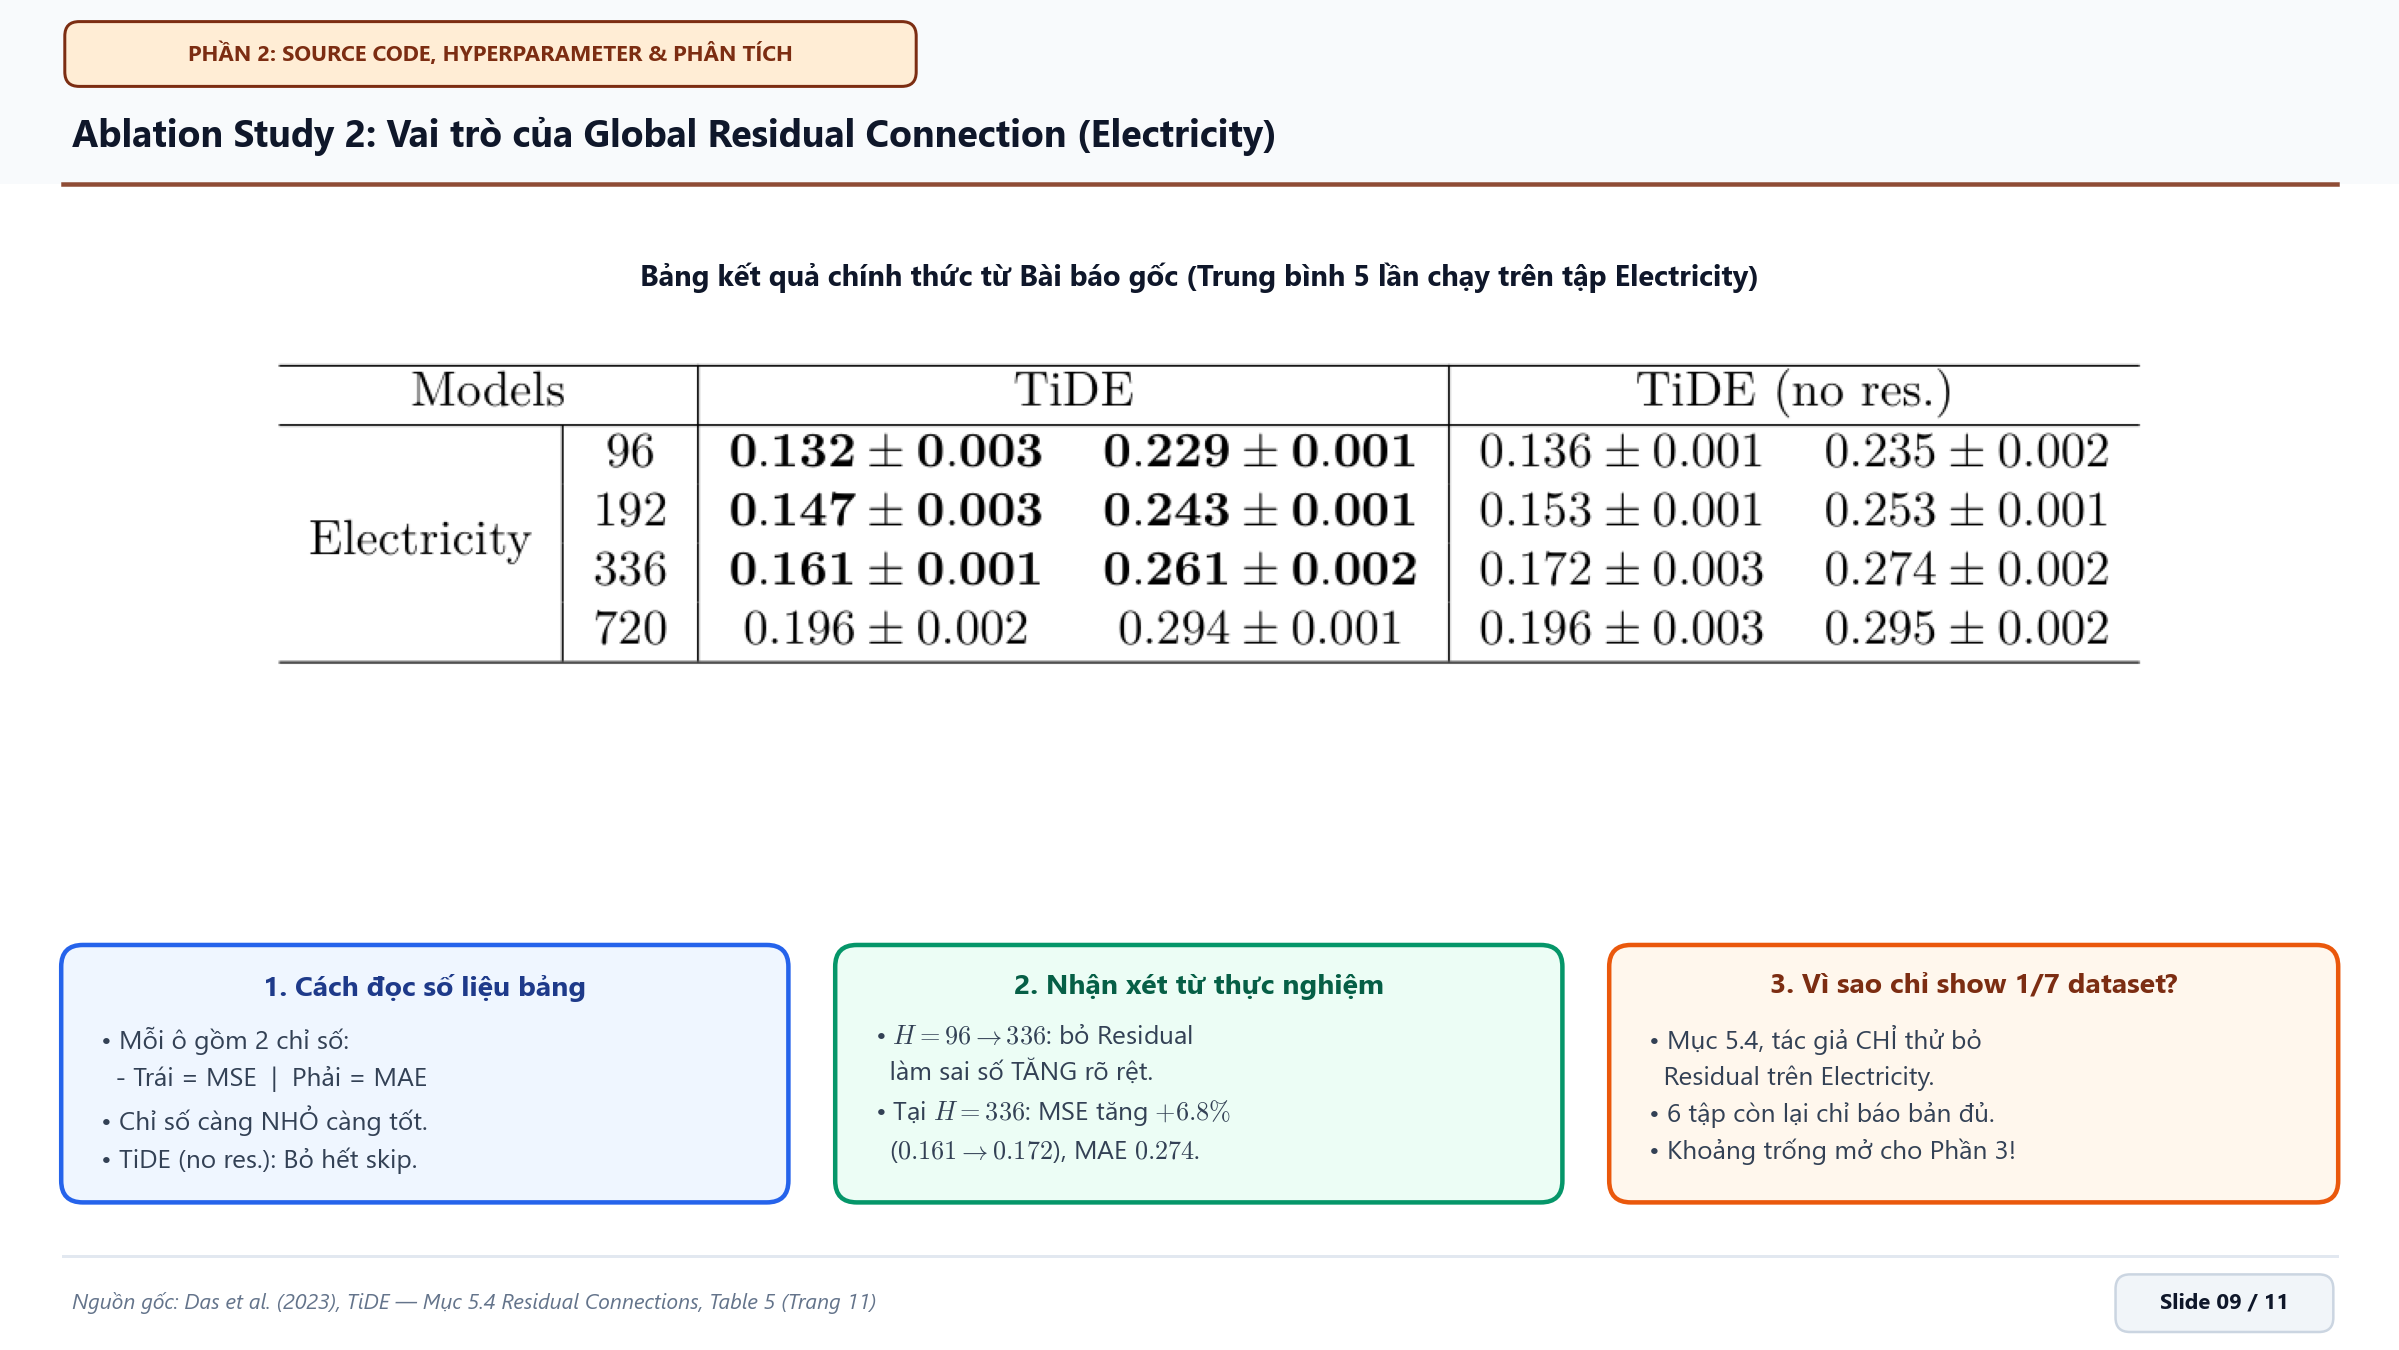 PHẦN 2: SOURCE CODE, HYPERPARAMETER & PHÂN TÍCH
Ablation Study 2: Vai trò của Global Residual Connection (Electricity)
Bảng kết quả chính thức từ Bài báo gốc (Trung bình 5 lần chạy trên tập Electricity)
Models TiDE TiDE (no res.)
Electricity
96 0.132 ± 0.003 0.229 ± 0.001 0.136 ± 0.001 0.235 ± 0.002
192 0.147 ± 0.003 0.243 ± 0.001 0.153 ± 0.001 0.253 ± 0.001
336 0.161 ± 0.001 0.261 ± 0.002 0.172 ± 0.003 0.274 ± 0.002
720 0.196 ± 0.002 0.294 ± 0.001 0.196 ± 0.003 0.295 ± 0.002
1. Cách đọc số liệu bảng
• Mỗi ô gồm 2 chỉ số:
- Trái = MSE | Phải = MAE
• Chỉ số càng NHỎ càng tốt.
• TiDE (no res.): Bỏ hết skip.
2. Nhận xét từ thực nghiệm
• H = 96 → 336: bỏ Residual
làm sai số TĂNG rõ rệt.
• Tại H = 336: MSE tăng +6.8%
(0.161 → 0.172), MAE 0.274.
3. Vì sao chỉ show 1/7 dataset?
• Mục 5.4, tác giả CHỈ thử bỏ
Residual trên Electricity.
• 6 tập còn lại chỉ báo bản đủ.
• Khoảng trống mở cho Phần 3!
Nguồn gốc: Das et al. (2023), TiDE — Mục 5.4 Residual Connections, Table 5 (Trang 11)
Slide 09 / 11